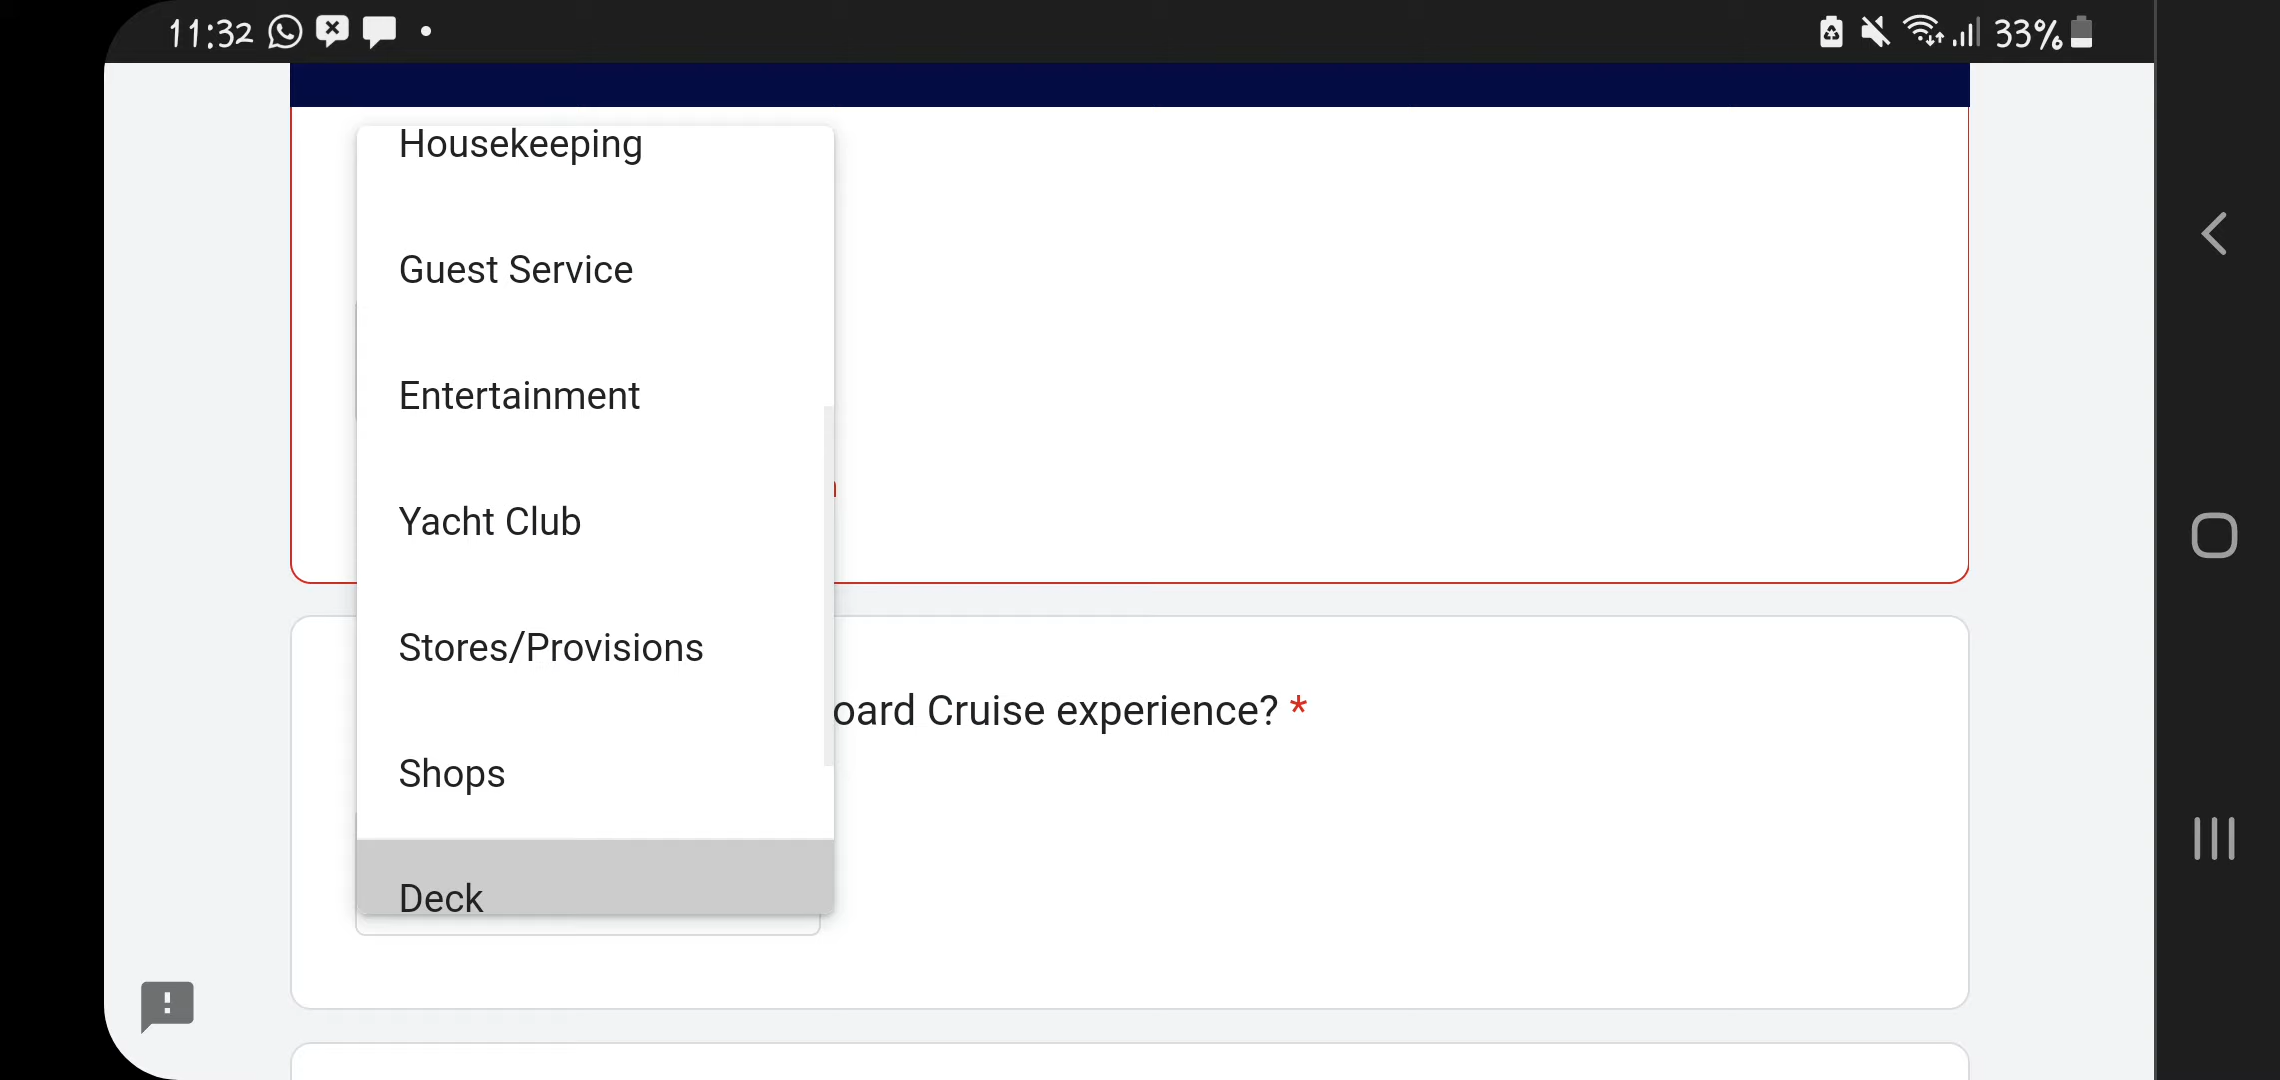 11:32
33%
Housekeeping
Guest Service
Entertainment
Yacht Club
Stores/Provisions
oard Cruise experience? *
Shops
Deck